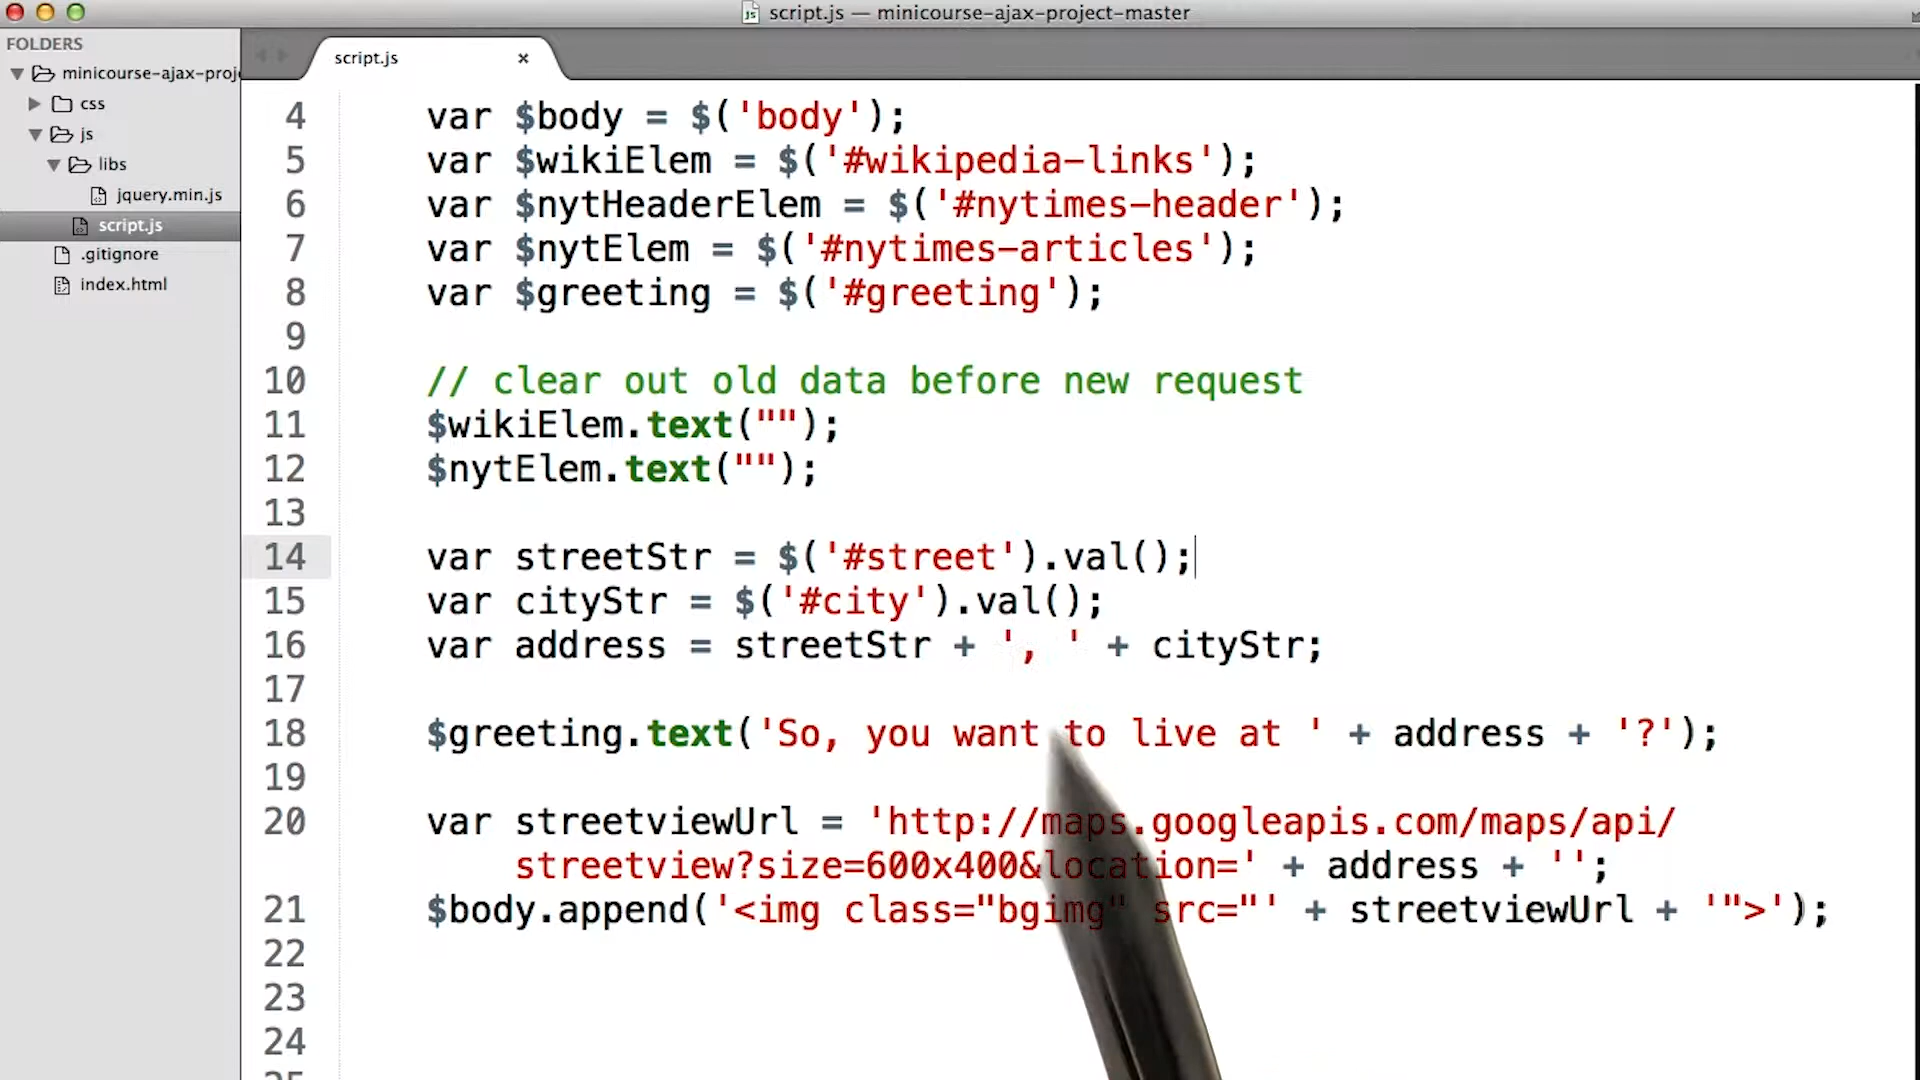 script.js — minicourse-ajax-project-master
FOLDERS
minicourse-ajax-proj
css
js
libs
jquery.min.js
script.js
.gitignore
index.html
script.js
4 var $body = $('body');
5 var $wikiElem = $('#wikipedia-links');
6 var $nytHeaderElem = $('#nytimes-header');
7 var $nytElem = $('#nytimes-articles');
8 var $greeting = $('#greeting');
9
10 // clear out old data before new request
11 $wikiElem.text("");
12 $nytElem.text("");
13
14 var streetStr = $('#street').val();
15 var cityStr = $('#city').val();
16 var address = streetStr + ', ' + cityStr;
17
18 $greeting.text('So, you want to live at ' + address + '?');
19
20 var streetviewUrl = 'http://maps.googleapis.com/maps/api/
streetview?size=600x400&location=' + address + '';
21 $body.append('<img class="bgimg" src="' + streetviewUrl + '">');
22
23
24
25